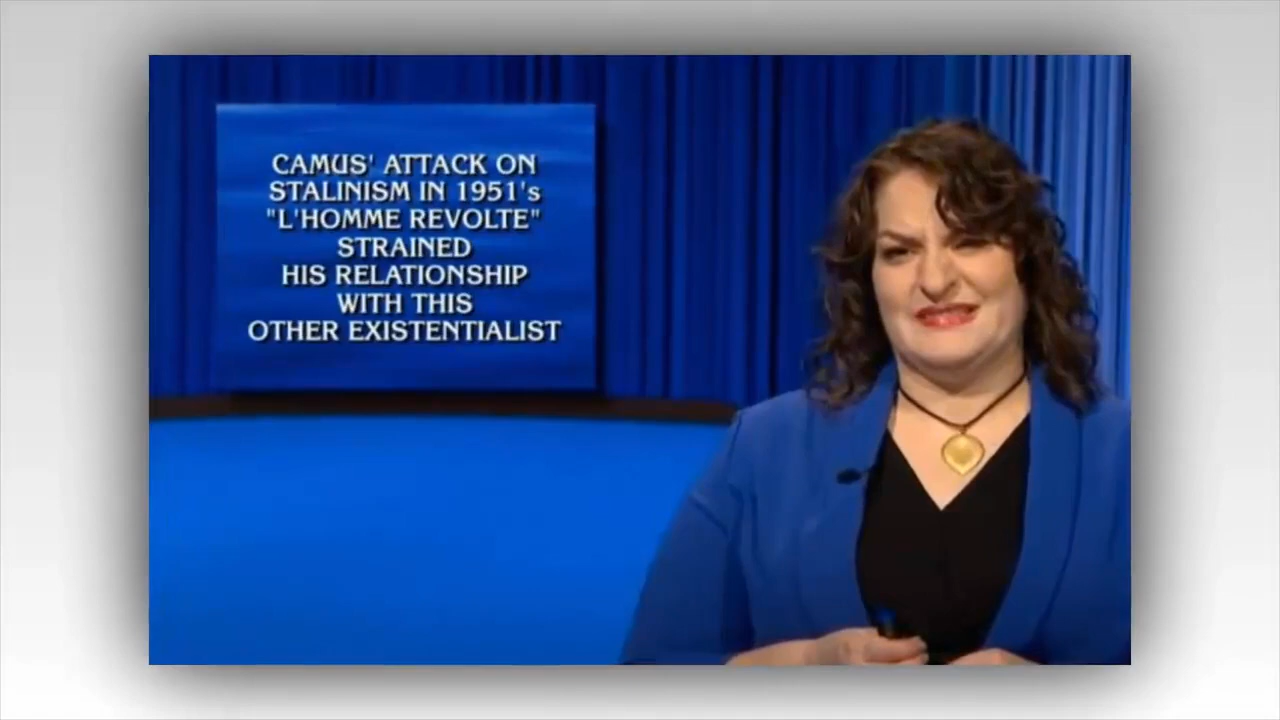 CAMUS' ATTACK ON
STALINISM IN 1951's
"L'HOMME REVOLTE"
STRAINED
HIS RELATIONSHIP
WITH THIS
OTHER EXISTENTIALIST